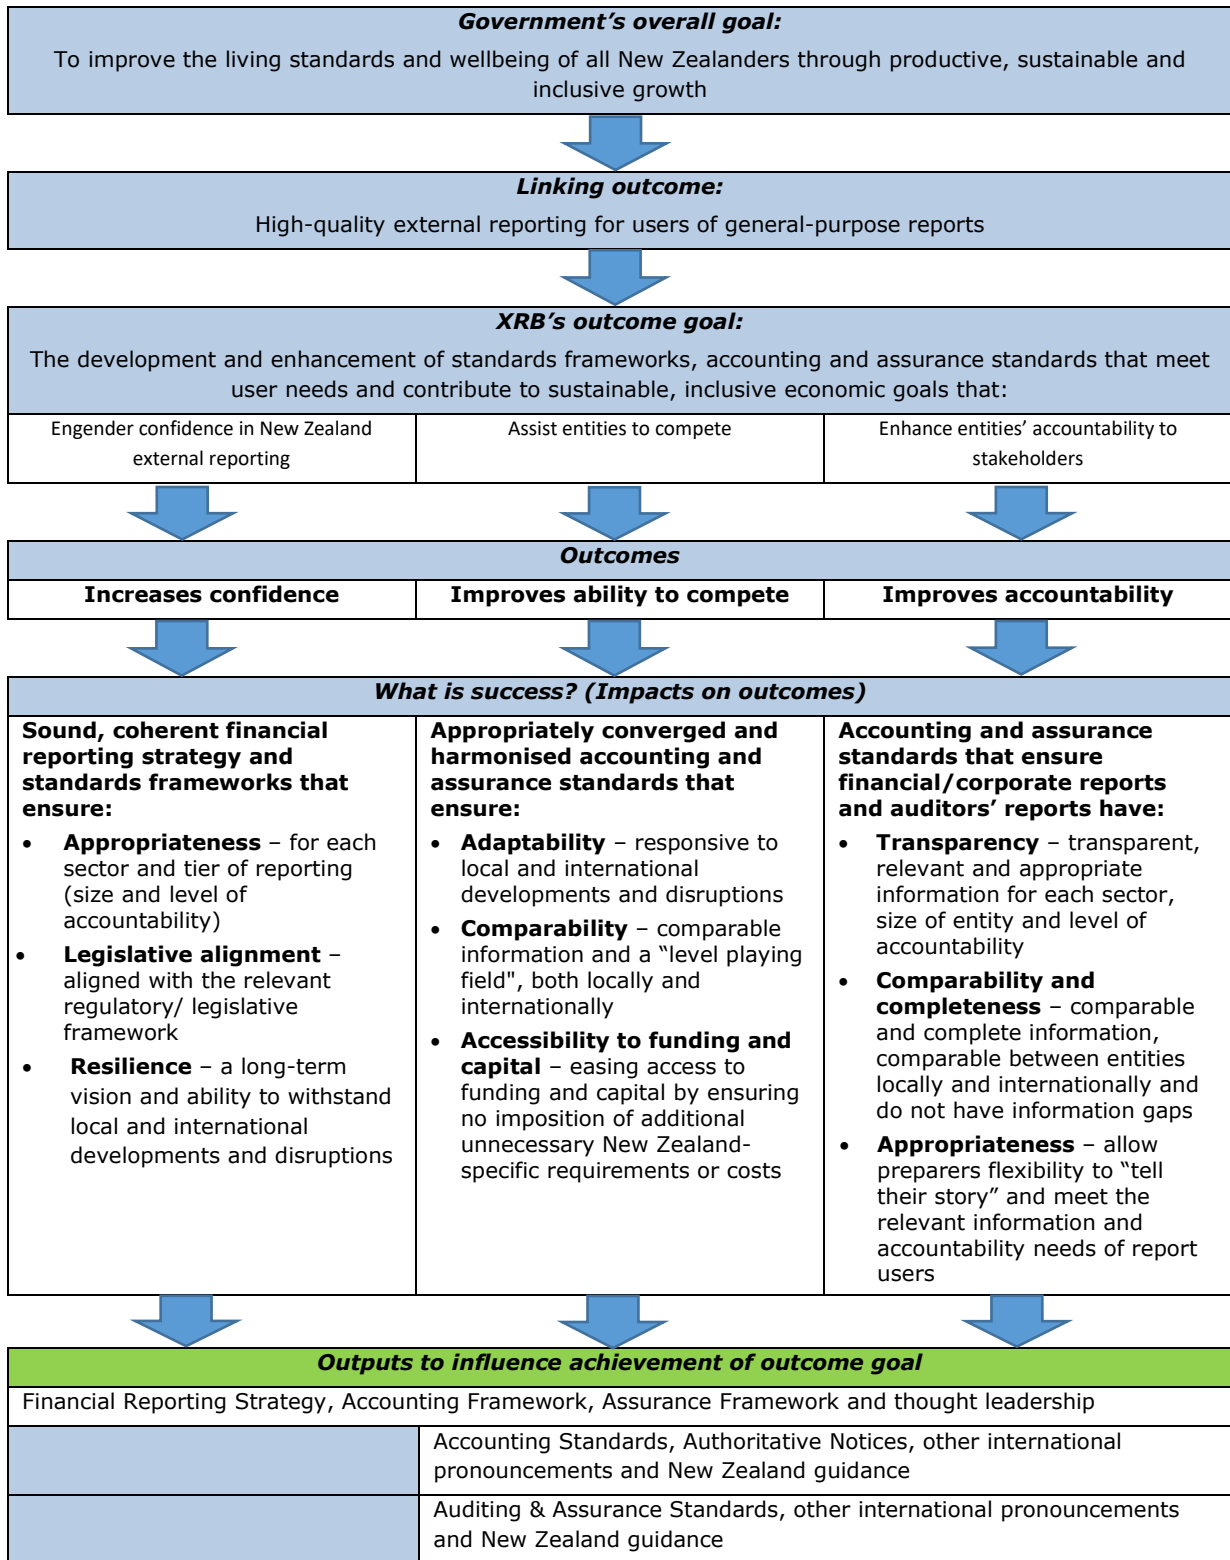 Government’s overall goal:
To improve the living standards and wellbeing of all New Zealanders through productive, sustainable and
inclusive growth
Linking outcome:
High-quality external reporting for users of general-purpose reports
XRB’s outcome goal:
The development and enhancement of standards frameworks, accounting and assurance standards that meet
user needs and contribute to sustainable, inclusive economic goals that:
Engender confidence in New Zealand
external reporting
Assist entities to compete
Enhance entities’ accountability to
stakeholders
Outcomes
Increases confidence
Improves ability to compete
Improves accountability
What is success? (Impacts on outcomes)
Sound, coherent financial
reporting strategy and
standards frameworks that
ensure:
• Appropriateness – for each
sector and tier of reporting
(size and level of
accountability)
• Legislative alignment –
aligned with the relevant
regulatory/ legislative
framework
• Resilience – a long-term
vision and ability to withstand
local and international
developments and disruptions
Appropriately converged and
harmonised accounting and
assurance standards that
ensure:
• Adaptability – responsive to
local and international
developments and disruptions
• Comparability – comparable
information and a “level playing
field", both locally and
internationally
• Accessibility to funding and
capital – easing access to
funding and capital by ensuring
no imposition of additional
unnecessary New Zealand-
specific requirements or costs
Accounting and assurance
standards that ensure
financial/corporate reports
and auditors’ reports have:
• Transparency – transparent,
relevant and appropriate
information for each sector,
size of entity and level of
accountability
• Comparability and
completeness – comparable
and complete information,
comparable between entities
locally and internationally and
do not have information gaps
• Appropriateness – allow
preparers flexibility to “tell
their story” and meet the
relevant information and
accountability needs of report
users
Outputs to influence achievement of outcome goal
Financial Reporting Strategy, Accounting Framework, Assurance Framework and thought leadership
Accounting Standards, Authoritative Notices, other international
pronouncements and New Zealand guidance
Auditing & Assurance Standards, other international pronouncements
and New Zealand guidance